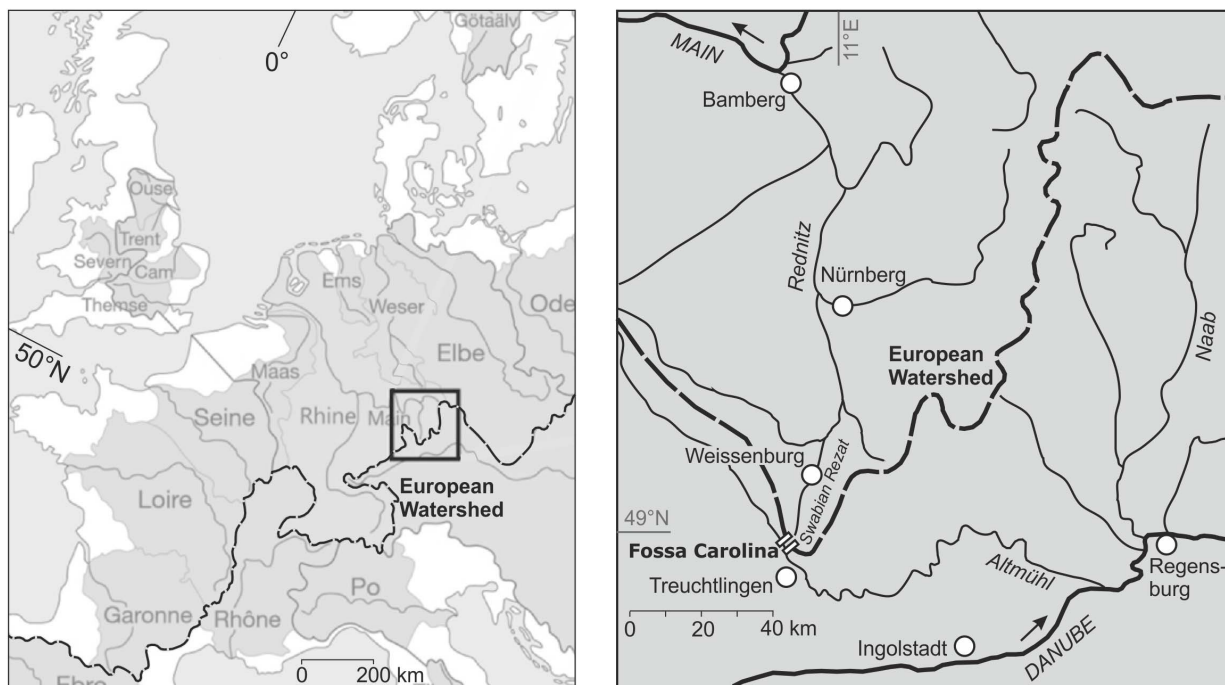 Götaälv
0°
Ouse
Trent
Severn
Cam
Themse
Ems
Weser
Ode
50°N
Elbe
Maas
Seine
Rhine
Main
European
Watershed
Loire
Po
Garonne
Rhône
Ebro
0 200 km
MAIN
11°E
Bamberg
Rednitz
Nürnberg
European
Watershed
Naab
Weissenburg
Swabian Rezat
49°N
Fossa Carolina
Treuchtlingen
Altmühl
Regens-
burg
0 20 40 km
Ingolstadt
DANUBE